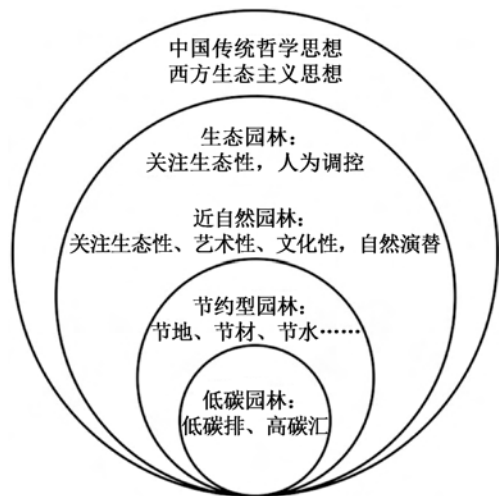 中国传统哲学思想
西方生态主义思想
生态园林：
关注生态性，人为调控
近自然园林：
关注生态性、艺术性、文化性，自然演替
节约型园林：
节地、节材、节水……
低碳园林：
低碳排、高碳汇